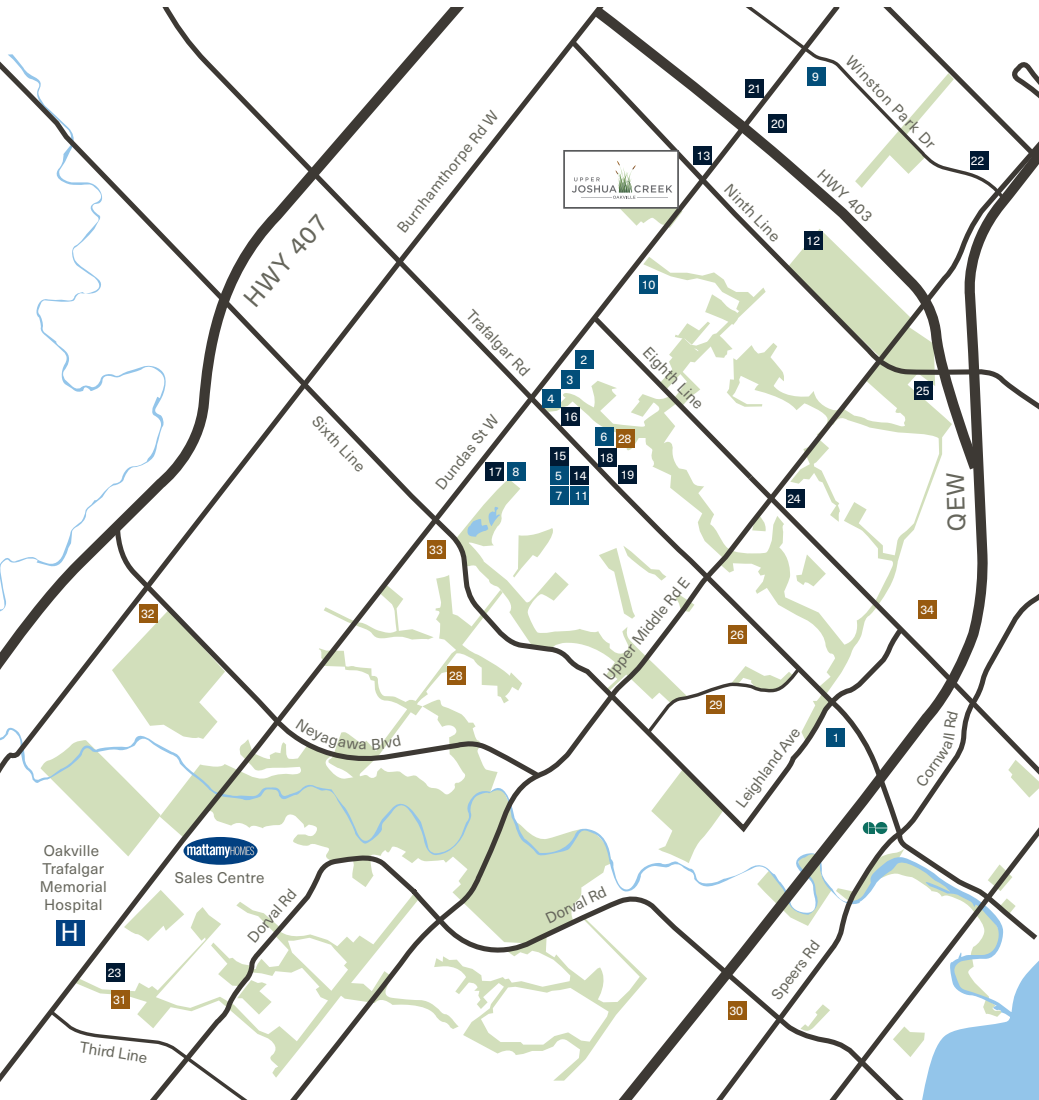 9
Winston Park Dr
21
20
22
Burnhamthorpe Rd W
13
UPPER
JOSHUA CREEK
OAKVILLE
HWY 403
Ninth Line
12
HWY 407
10
Trafalgar Rd
2
3
4
16
Eighth Line
25
Sixth Line
Dundas St W
6
28
15
18
17
8
5
14
19
7
11
24
QEW
33
32
34
Upper Middle Rd E
26
28
29
Neyagawa Blvd
1
Leighland Ave
Cornwall Rd
GO
Oakville
Trafalgar
Memorial
Hospital
H
mattamyHOMES
Sales Centre
Dorval Rd
Dorval Rd
23
31
Speers Rd
30
Third Line